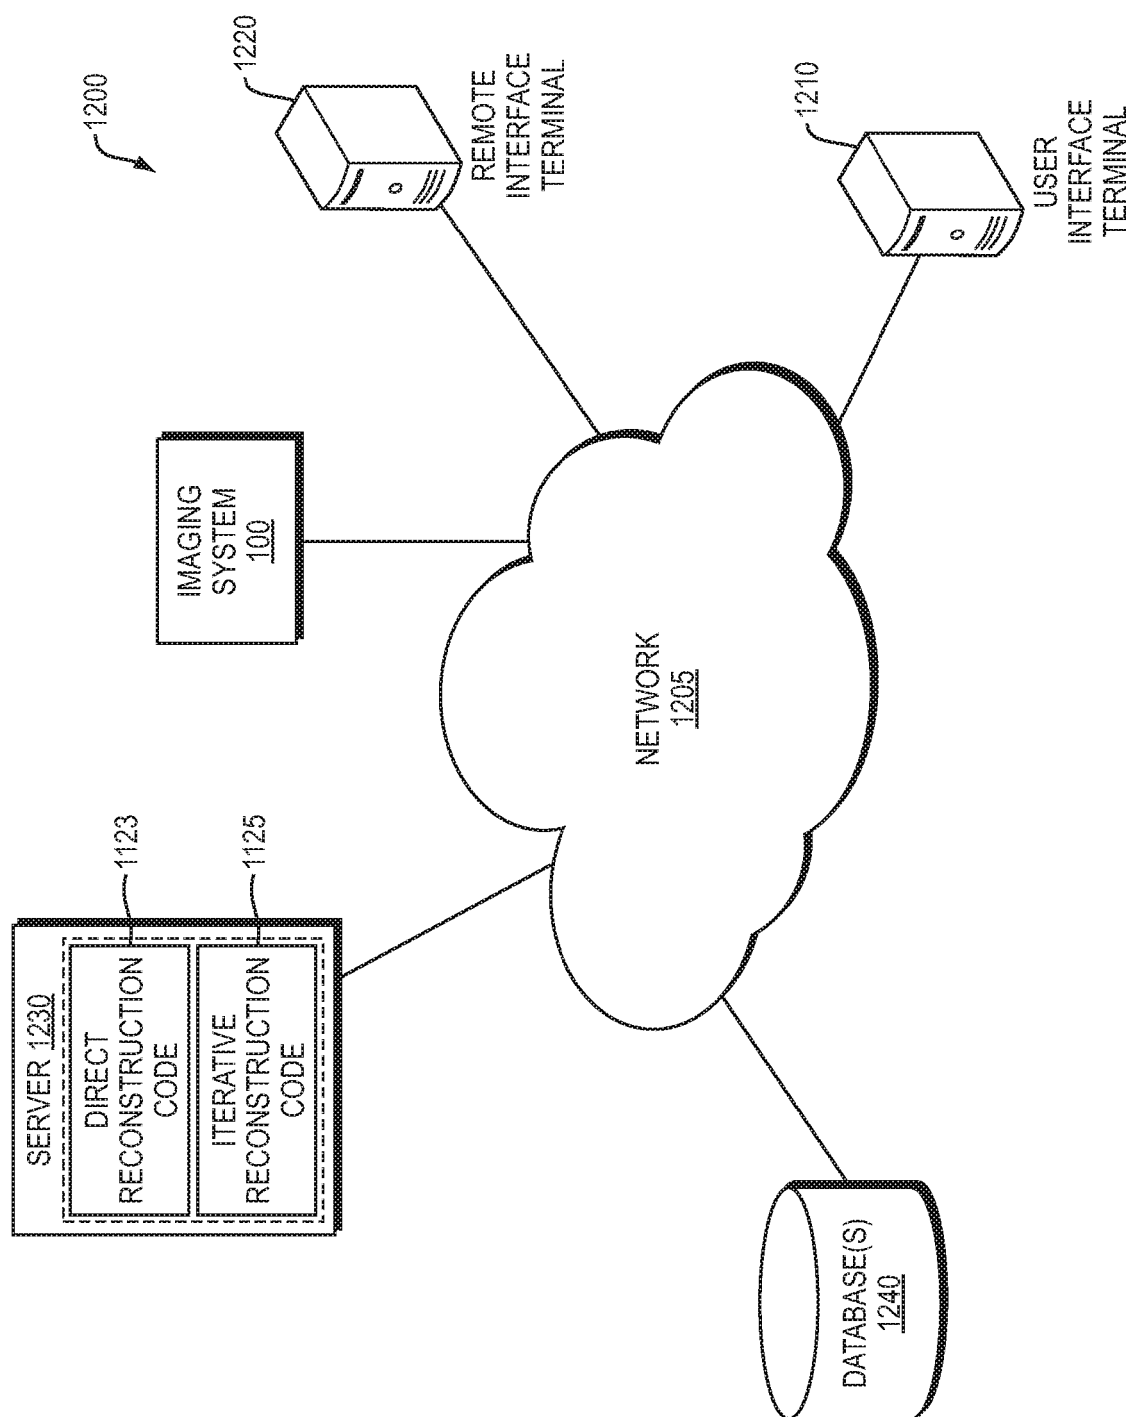 1200
SERVER 1230
DIRECT
RECONSTRUCTION
CODE
1123
ITERATIVE
RECONSTRUCTION
CODE
1125
IMAGING
SYSTEM
100
1220
REMOTE
INTERFACE
TERMINAL
NETWORK
1205
DATABASE(S)
1240
1210
USER
INTERFACE
TERMINAL